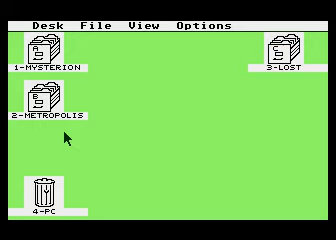 Desk File View Options
A
C
1-MYSTERION
3-LOST
B
2-METROPOLIS
4-PC